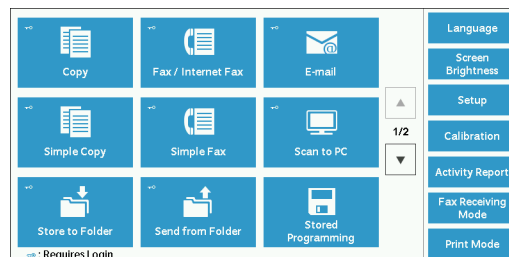 Copy
Fax / Internet Fax
E-mail
Simple Copy
Simple Fax
Scan to PC
Store to Folder
Send from Folder
Stored
Programming
: Requires Login
1/2
Language
Screen
Brightness
Setup
Calibration
Activity Report
Fax Receiving
Mode
Print Mode